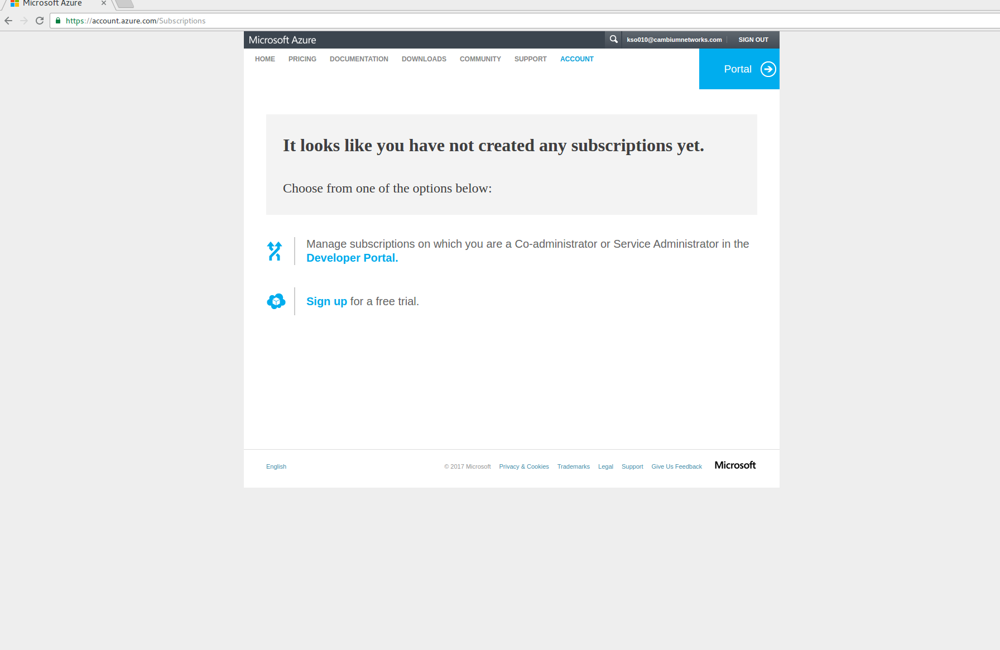 Microsoft Azure
https://account.azure.com/Subscriptions
Microsoft Azure
kso010@cambiumnetworks.com
SIGN OUT
HOME PRICING DOCUMENTATION DOWNLOADS COMMUNITY SUPPORT ACCOUNT
Portal
It looks like you have not created any subscriptions yet.
Choose from one of the options below:
Manage subscriptions on which you are a Co-administrator or Service Administrator in the
Developer Portal.
Sign up for a free trial.
English
© 2017 Microsoft Privacy & Cookies Trademarks Legal Support Give Us Feedback Microsoft